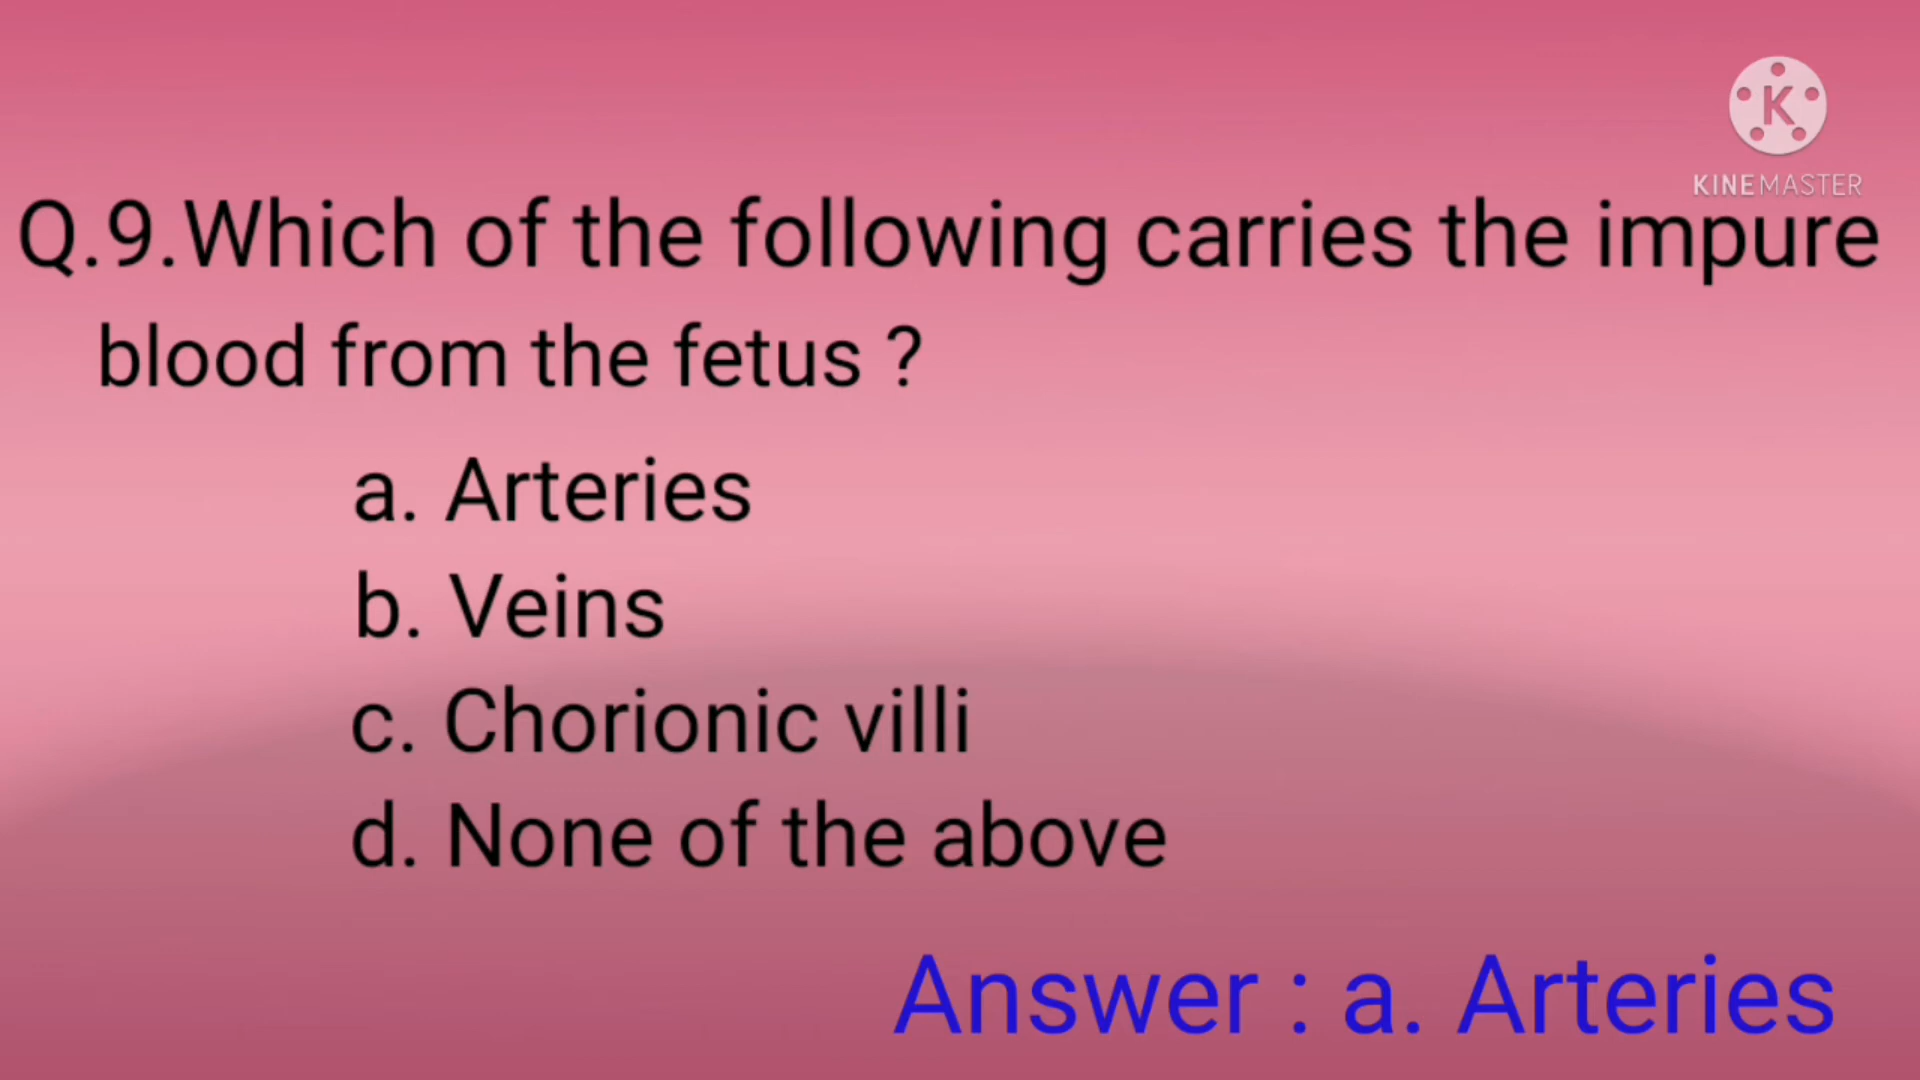 KINEMASTER
Q.9.Which of the following carries the impure
blood from the fetus ?
a. Arteries
b. Veins
c. Chorionic villi
d. None of the above
Answer : a. Arteries